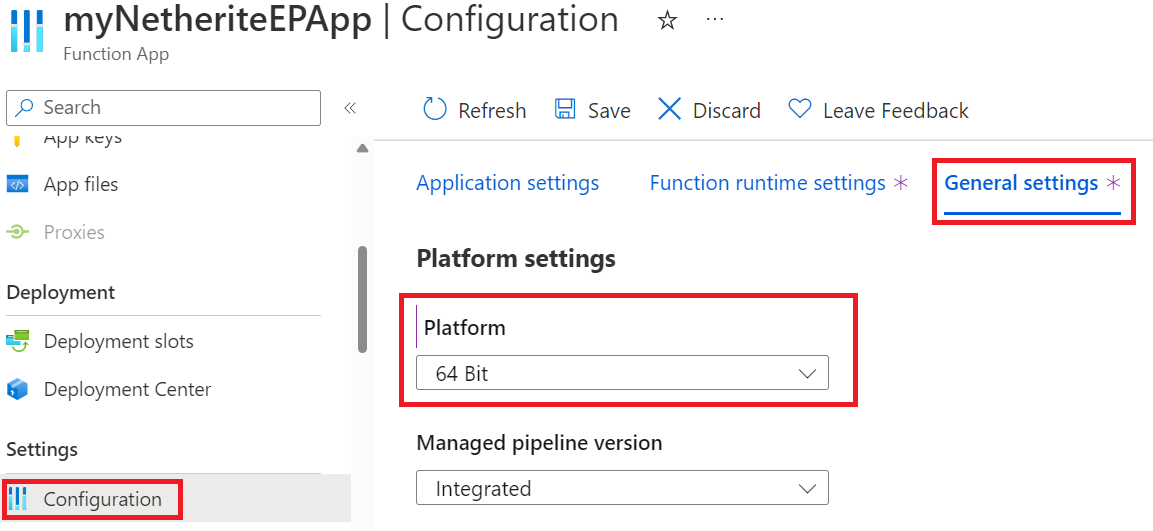 myNetheriteEPApp | Configuration
Function App
Search
App keys
App files
Proxies
Deployment
Deployment slots
Deployment Center
Settings
Configuration
Refresh
Save
Discard
Leave Feedback
Application settings
Function runtime settings *
General settings *
Platform settings
Platform
64 Bit
Managed pipeline version
Integrated